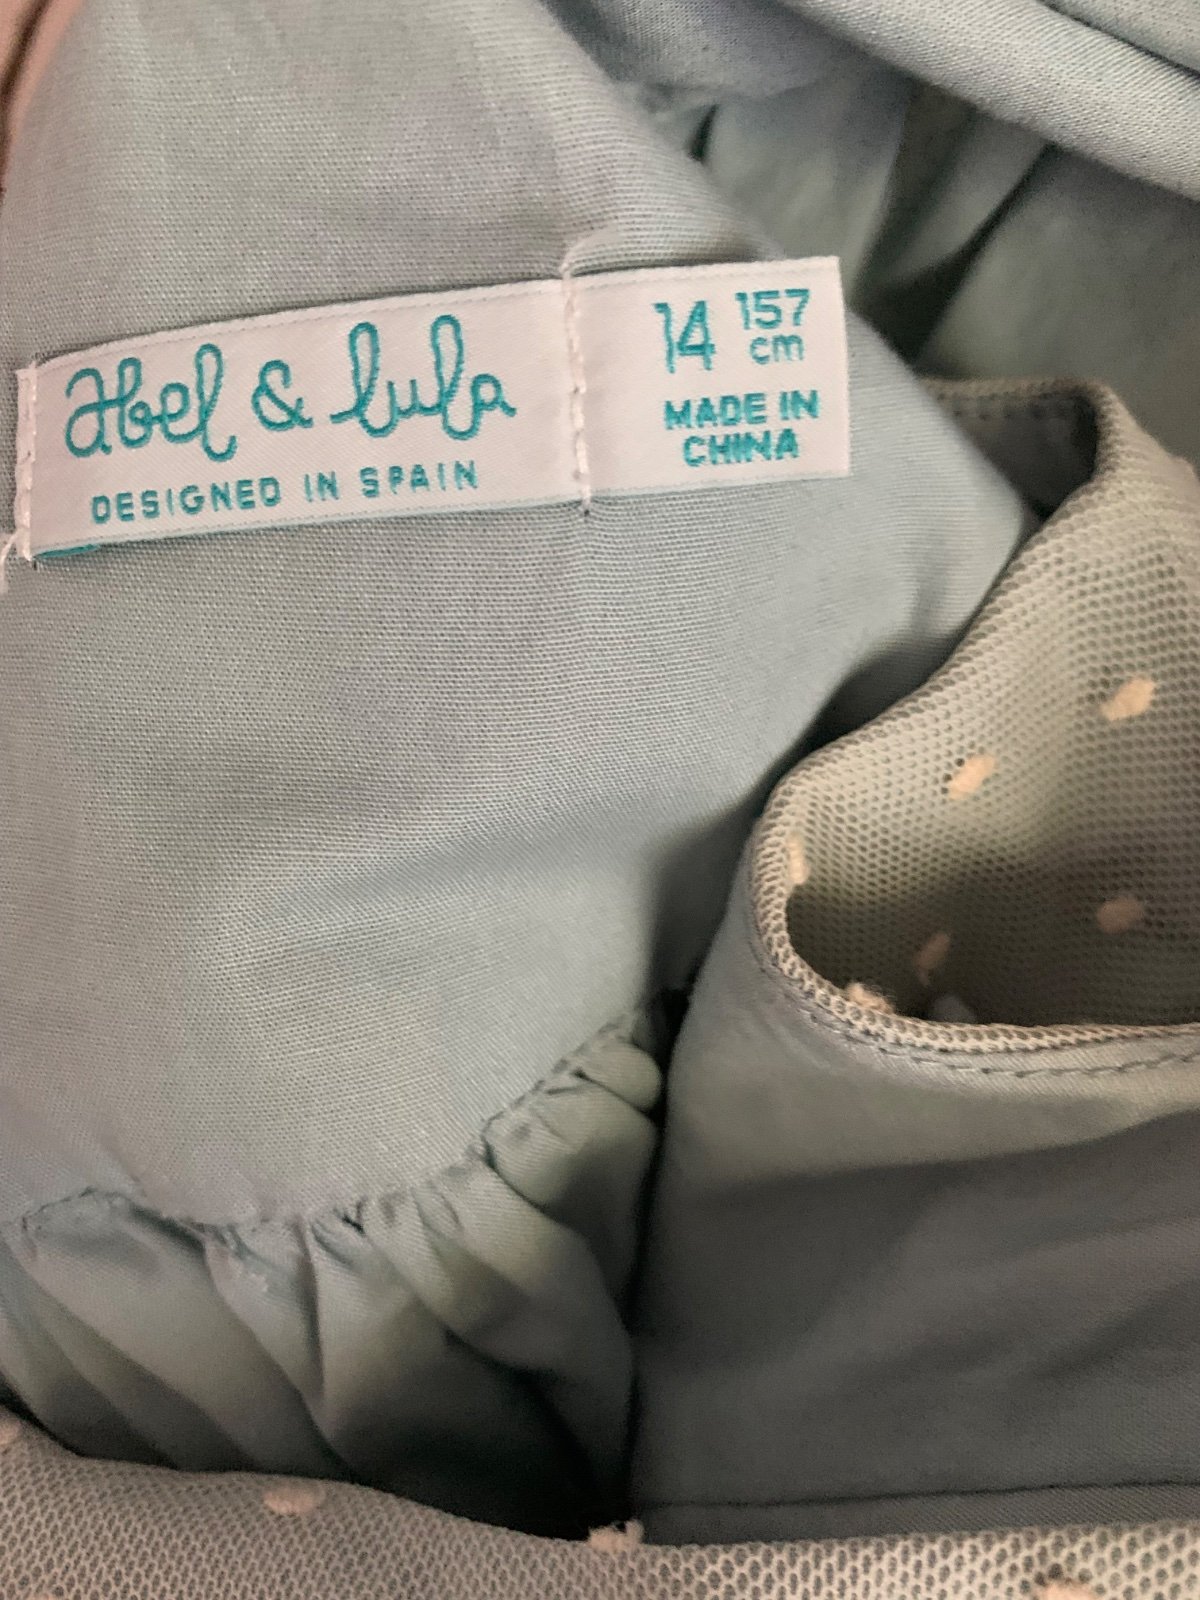 abel & lula
DESIGNED IN SPAIN
14 157 cm
MADE IN
CHINA